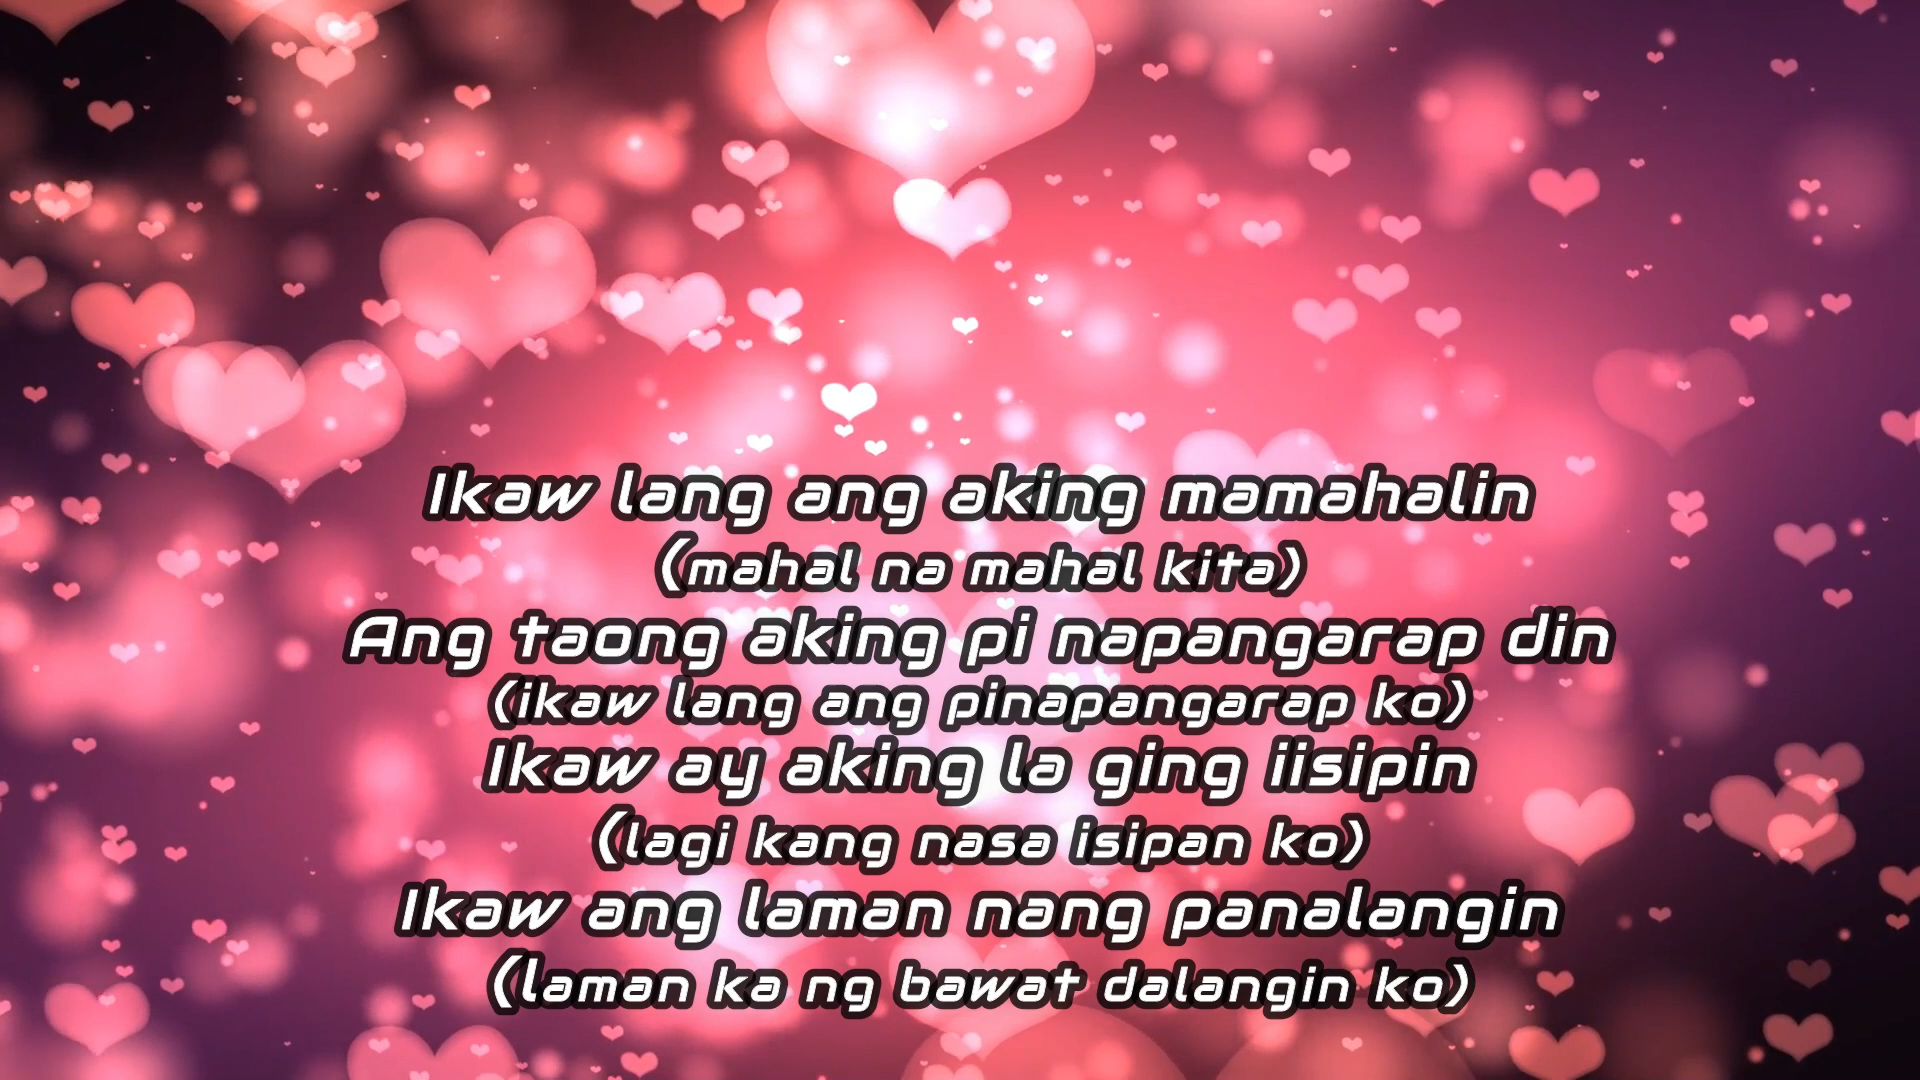 Ikaw lang ang aking mamahalin
(mahal na mahal kita)
Ang taong aking pi napangarap din
(ikaw lang ang pinapangarap ko)
Ikaw ay aking la ging iisipin
(lagi kang nasa isipan ko)
Ikaw ang laman nang panalangin
(laman ka ng bawat dalangin ko)